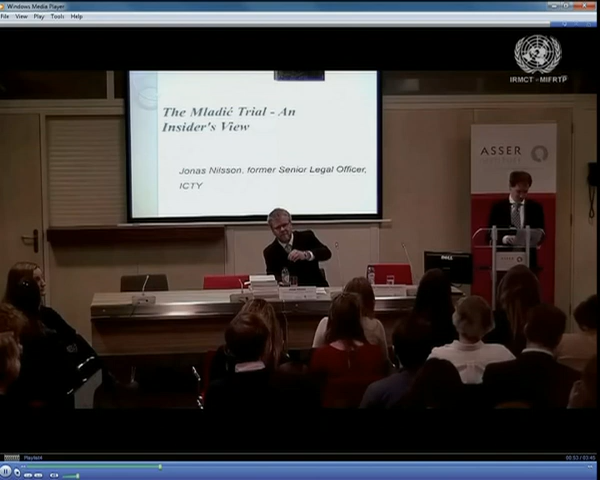 Windows Media Player
File View Play Tools Help
IRMCT - MIFRTP
The Mladić Trial - An
Insider's View
Jonas Nilsson, former Senior Legal Officer,
ICTY
ASSER
DELL